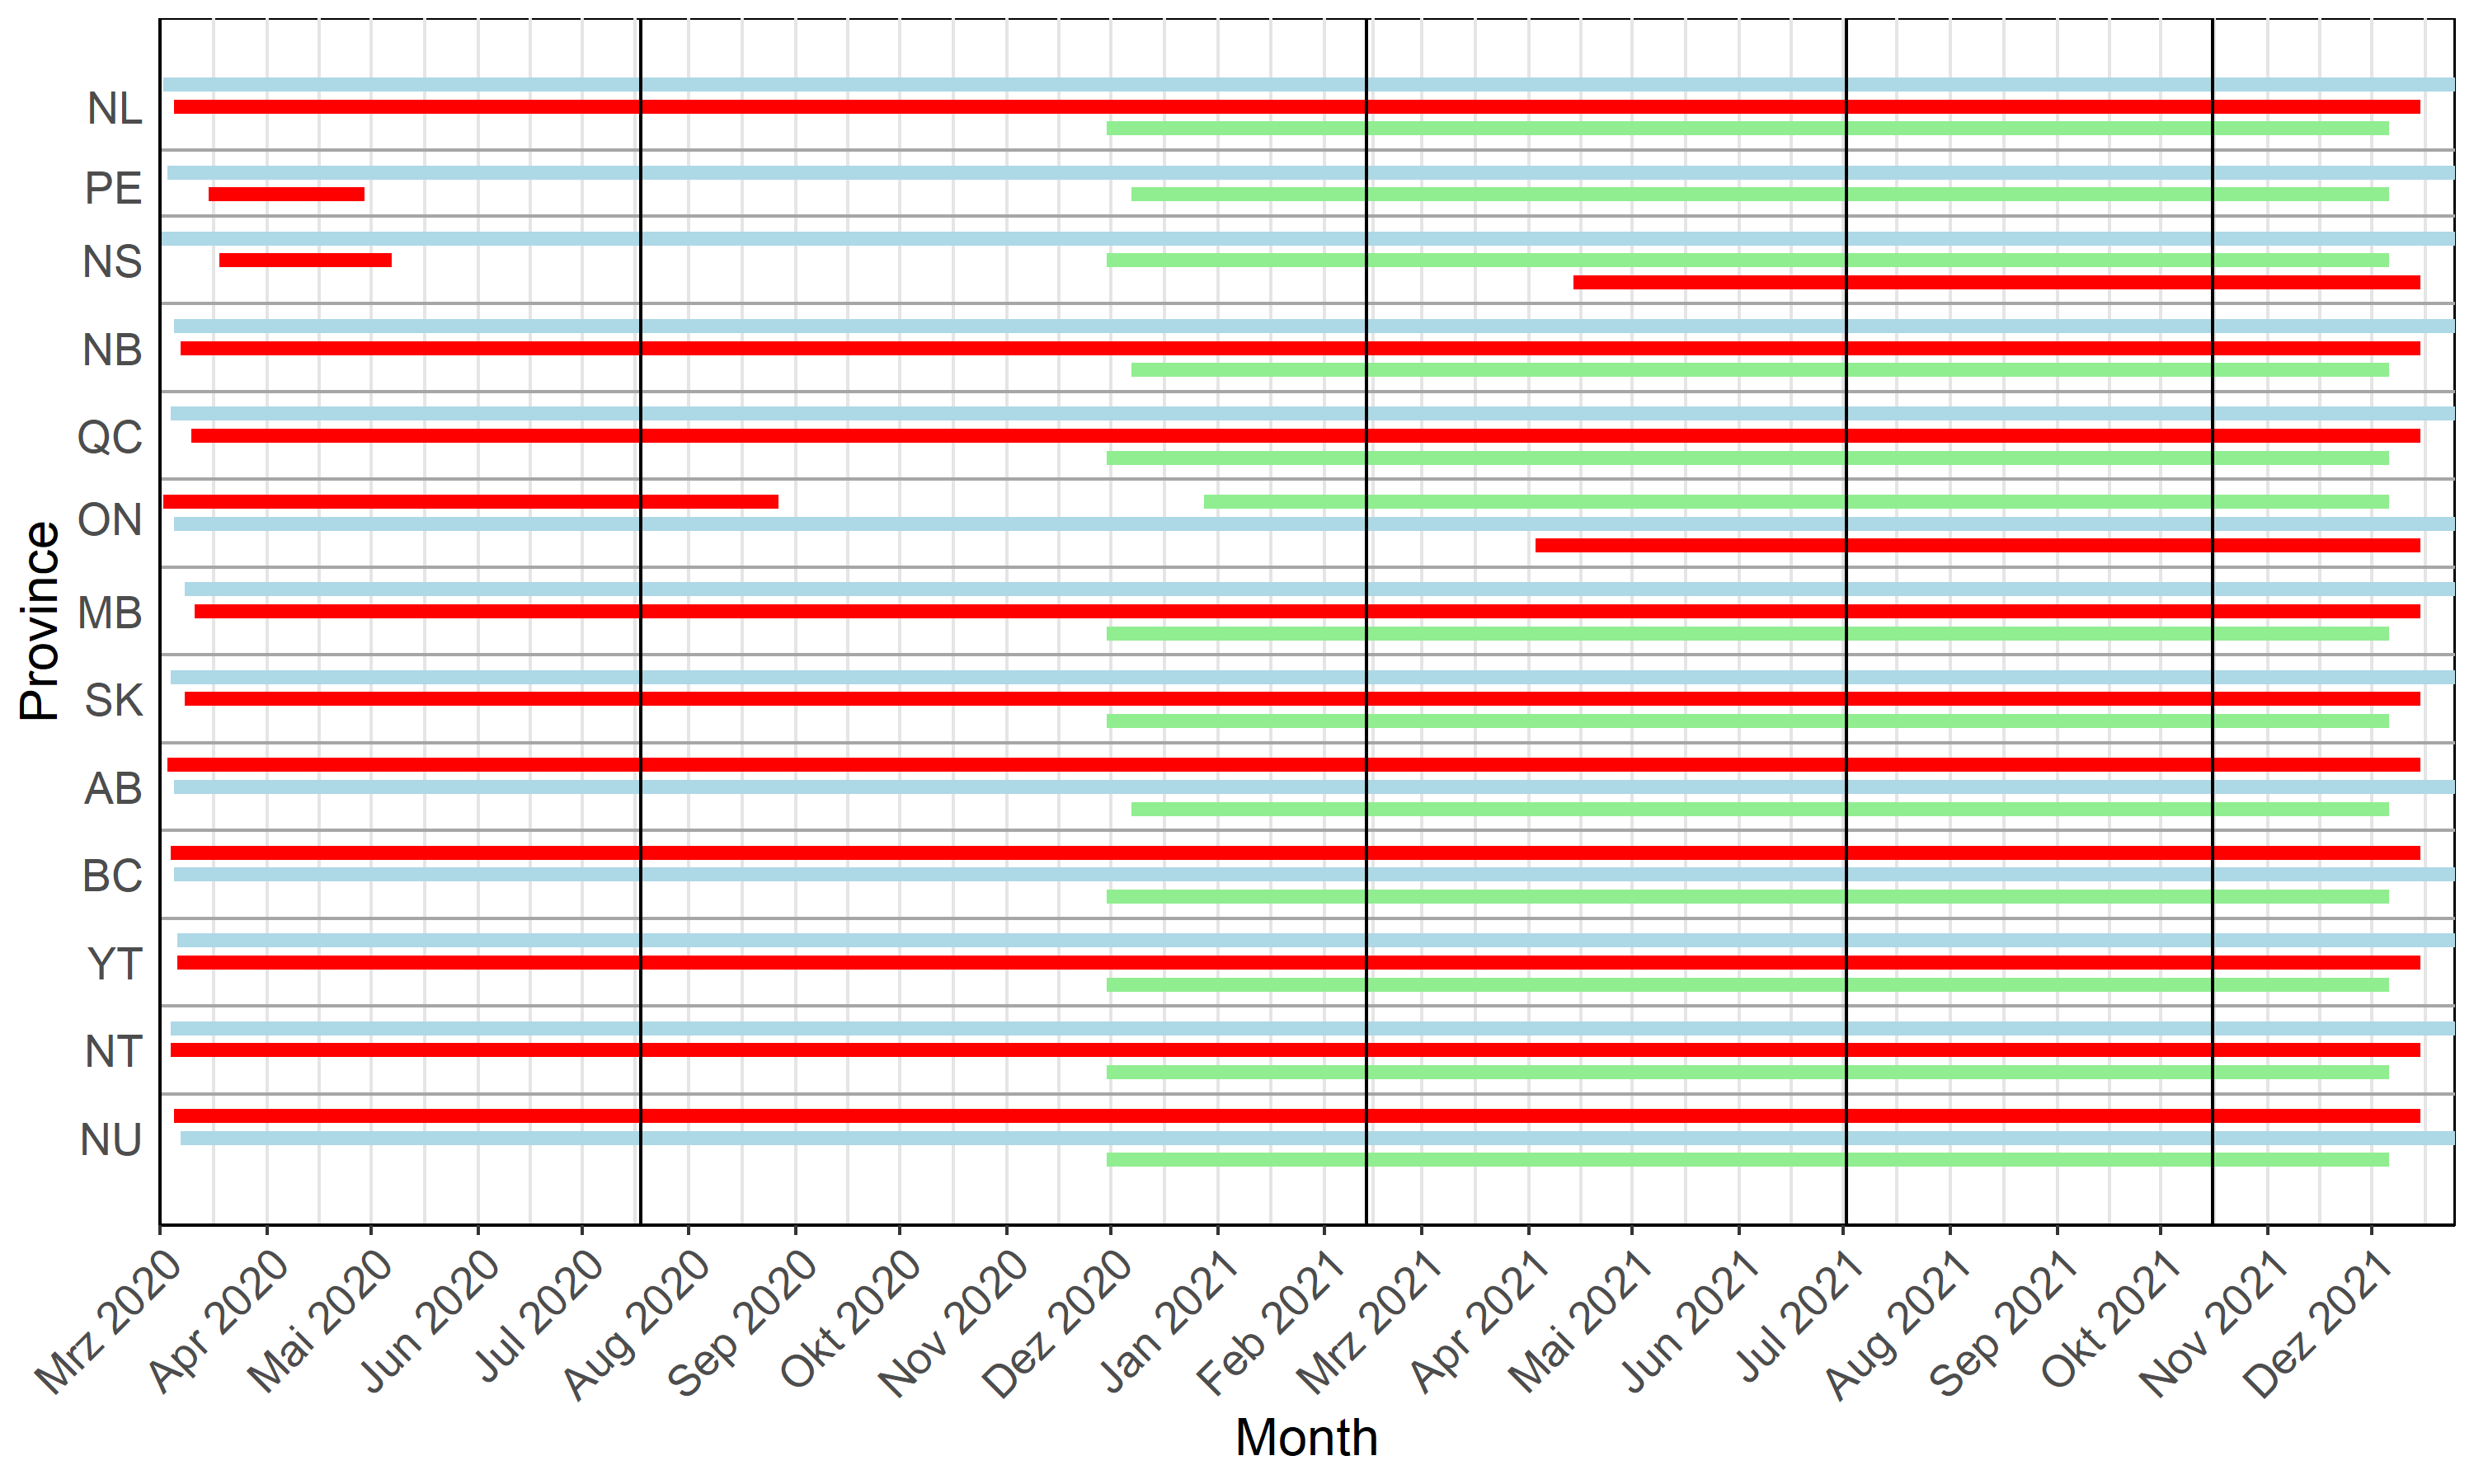 NL
PE
NS
NB
QC
ON
MB
SK
AB
BC
YT
NT
NU
Province
Mrz 2020
Apr 2020
Mai 2020
Jun 2020
Jul 2020
Aug 2020
Sep 2020
Okt 2020
Nov 2020
Dez 2020
Jan 2021
Feb 2021
Mrz 2021
Apr 2021
Mai 2021
Jun 2021
Jul 2021
Aug 2021
Sep 2021
Okt 2021
Nov 2021
Dez 2021
Month